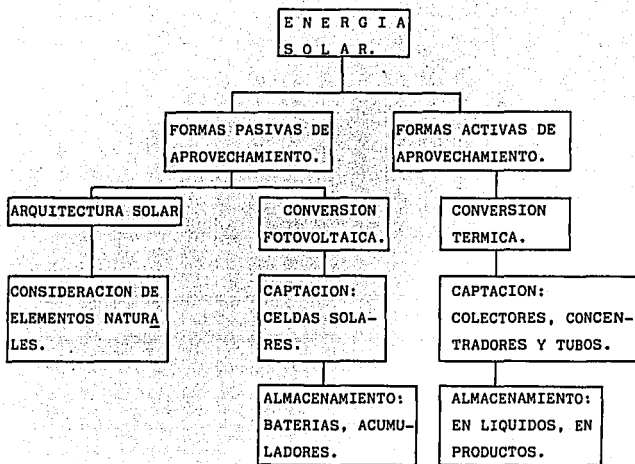 E N E R G I A
S O L A R.
FORMAS PASIVAS DE
APROVECHAMIENTO.
FORMAS ACTIVAS DE
APROVECHAMIENTO.
ARQUITECTURA SOLAR
CONVERSION
FOTOVOLTAICA.
CONVERSION
TERMICA.
CONSIDERACION DE
ELEMENTOS NATURA
LES.
CAPTACION:
CELDAS SOLA-
RES.
CAPTACION:
COLECTORES, CONCEN-
TRADORES Y TUBOS.
ALMACENAMIENTO:
BATERIAS, ACUMU-
LADORES.
ALMACENAMIENTO:
EN LIQUIDOS, EN
PRODUCTOS.